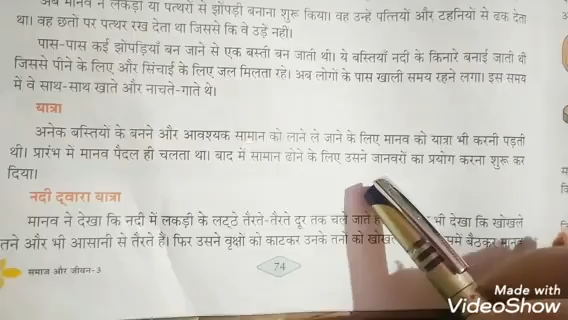 अब मानव ने लकड़ी या पत्थरों से झोपड़ी बनाना शुरू किया। वह उन्हें पत्तियों और टहनियों से ढक देता
था। वह छतों पर पत्थर रख देता था जिससे कि वे उड़े नहीं।
पास-पास कई झोपड़ियाँ बन जाने से एक बस्ती बन जाती थी। ये बस्तियाँ नदी के किनारे बनाई जाती थी
जिससे पीने के लिए और सिंचाई के लिए जल मिलता रहे। अब लोगों के पास खाली समय रहने लगा। इस समय
में वे साथ-साथ खाते और नाचते-गाते थे।
यात्रा
अनेक बस्तियों के बनने और आवश्यक सामान को लाने ले जाने के लिए मानव को यात्रा भी करनी पड़ती
थी। प्रारंभ में मानव पैदल ही चलता था। बाद में सामान ढोने के लिए उसने जानवरों का प्रयोग करना शुरू कर
दिया।
नदी द्वारा यात्रा
मानव ने देखा कि नदी में लकड़ी के लट्ठे तैरते-तैरते दूर तक चले जाते भी देखा कि खोखले
तने और भी आसानी से तैरते हैं। फिर उसने वृक्षों को काटकर उनके तनों को बैठकर
समाज और जीवन-3
74
Made with
VideoShow